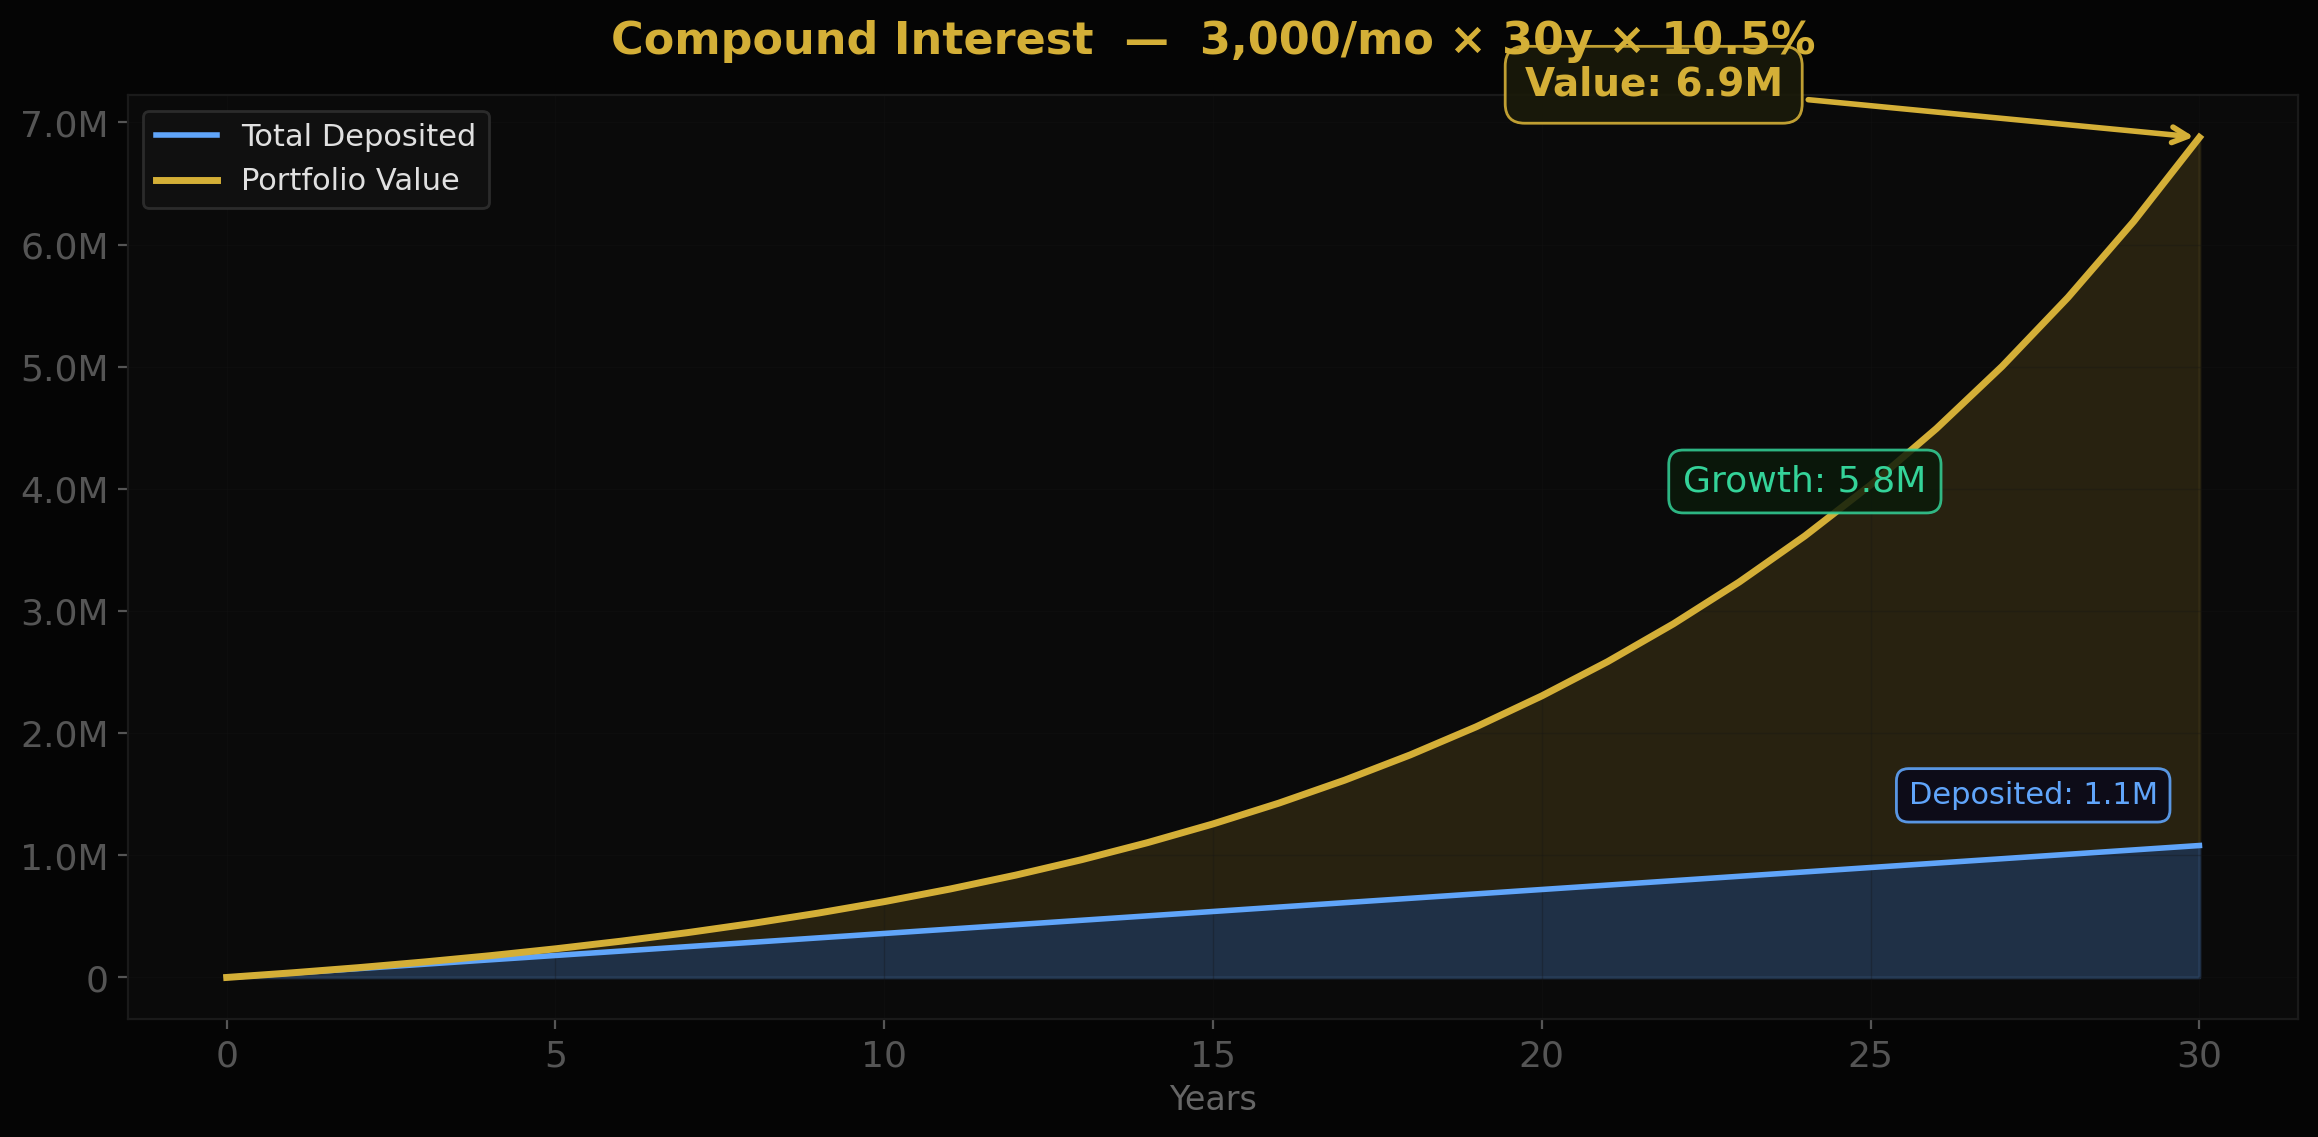 Compound Interest — 3,000/mo × 30y × 10.5%
Value: 6.9M
Total Deposited
Portfolio Value
7.0M
6.0M
5.0M
4.0M
3.0M
2.0M
1.0M
0
Growth: 5.8M
Deposited: 1.1M
0 5 10 15 20 25 30
Years